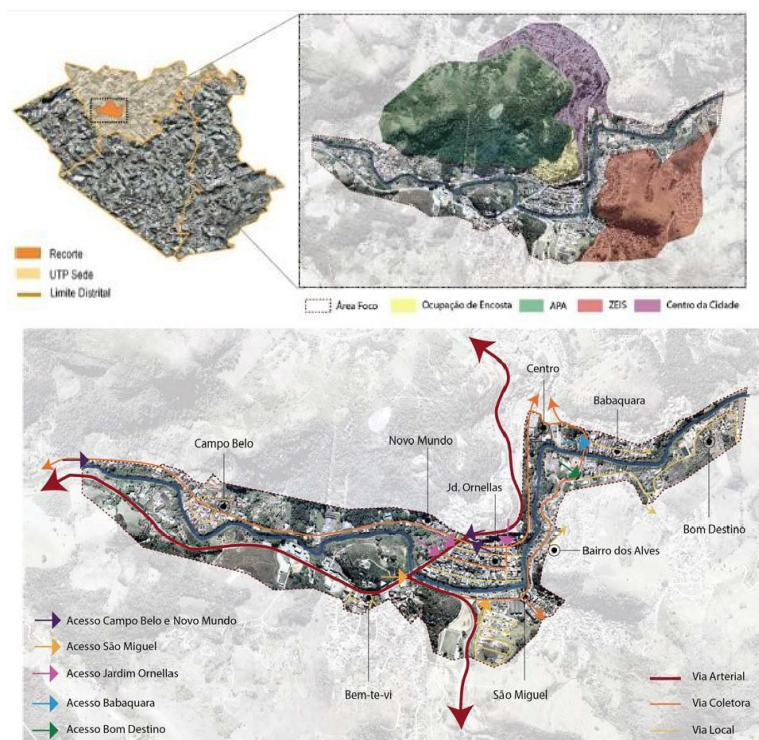 Recorte
UTP Sede
Limite Distrital
Área Foco
Ocupação de Encosta
APA
ZEIS
Centro da Cidade
Centro
Babaquara
Campo Belo
Novo Mundo
Jd. Ornellas
Bom Destino
Bairro dos Alves
Bem-te-vi
São Miguel
Acesso Campo Belo e Novo Mundo
Acesso São Miguel
Acesso Jardim Ornellas
Acesso Babaquara
Acesso Bom Destino
Via Arterial
Via Coletora
Via Local